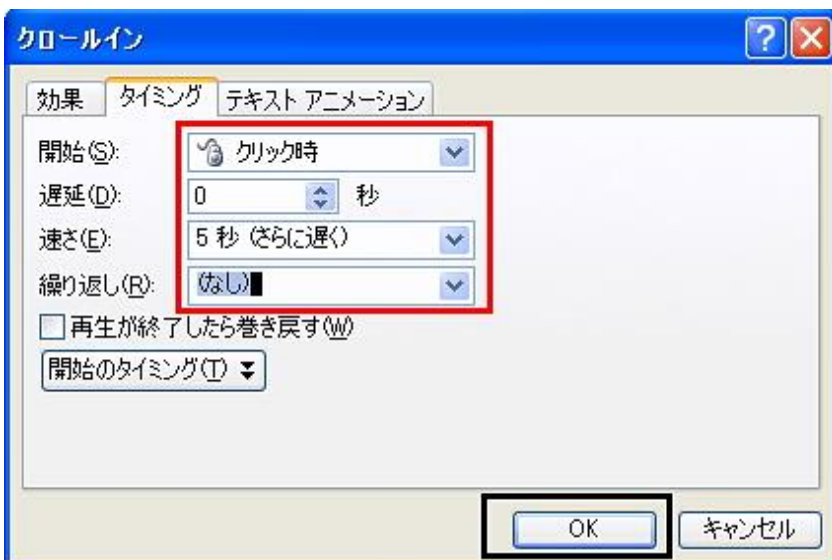 クロールイン
効果 タイミング テキスト アニメーション
開始(S): クリック時
遅延(D): 0 秒
速さ(E): 5 秒 (さらに遅く)
繰り返し(R): (なし)
再生が終了したら巻き戻す(W)
開始のタイミング(T)
OK キャンセル